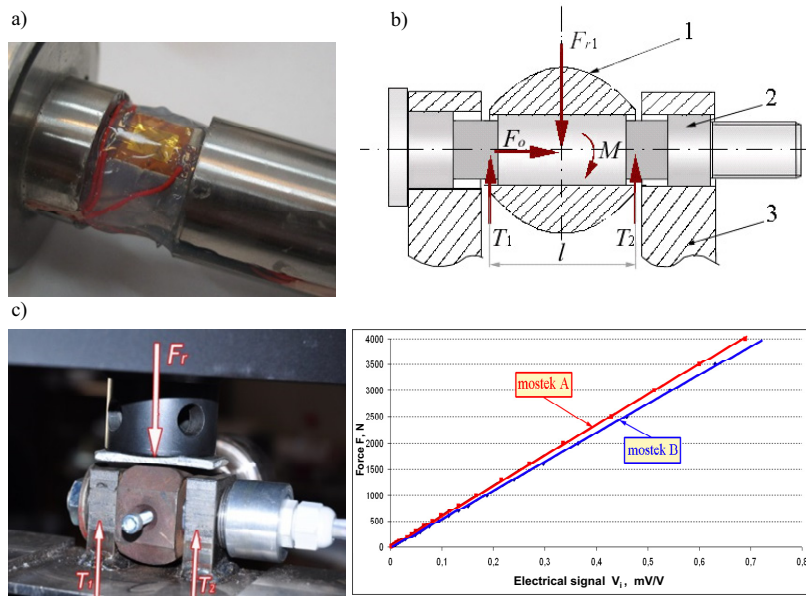 a)
b)
F_r1
1
2
F_o
M
T_1
T_2
3
l
c)
F_r
T_1
T_2
4000
3500
3000
2500
2000
1500
1000
500
0
Force F, N
mostek A
mostek B
0
0,1
0,2
0,3
0,4
0,5
0,6
0,7
0,8
Electrical signal V_i , mV/V